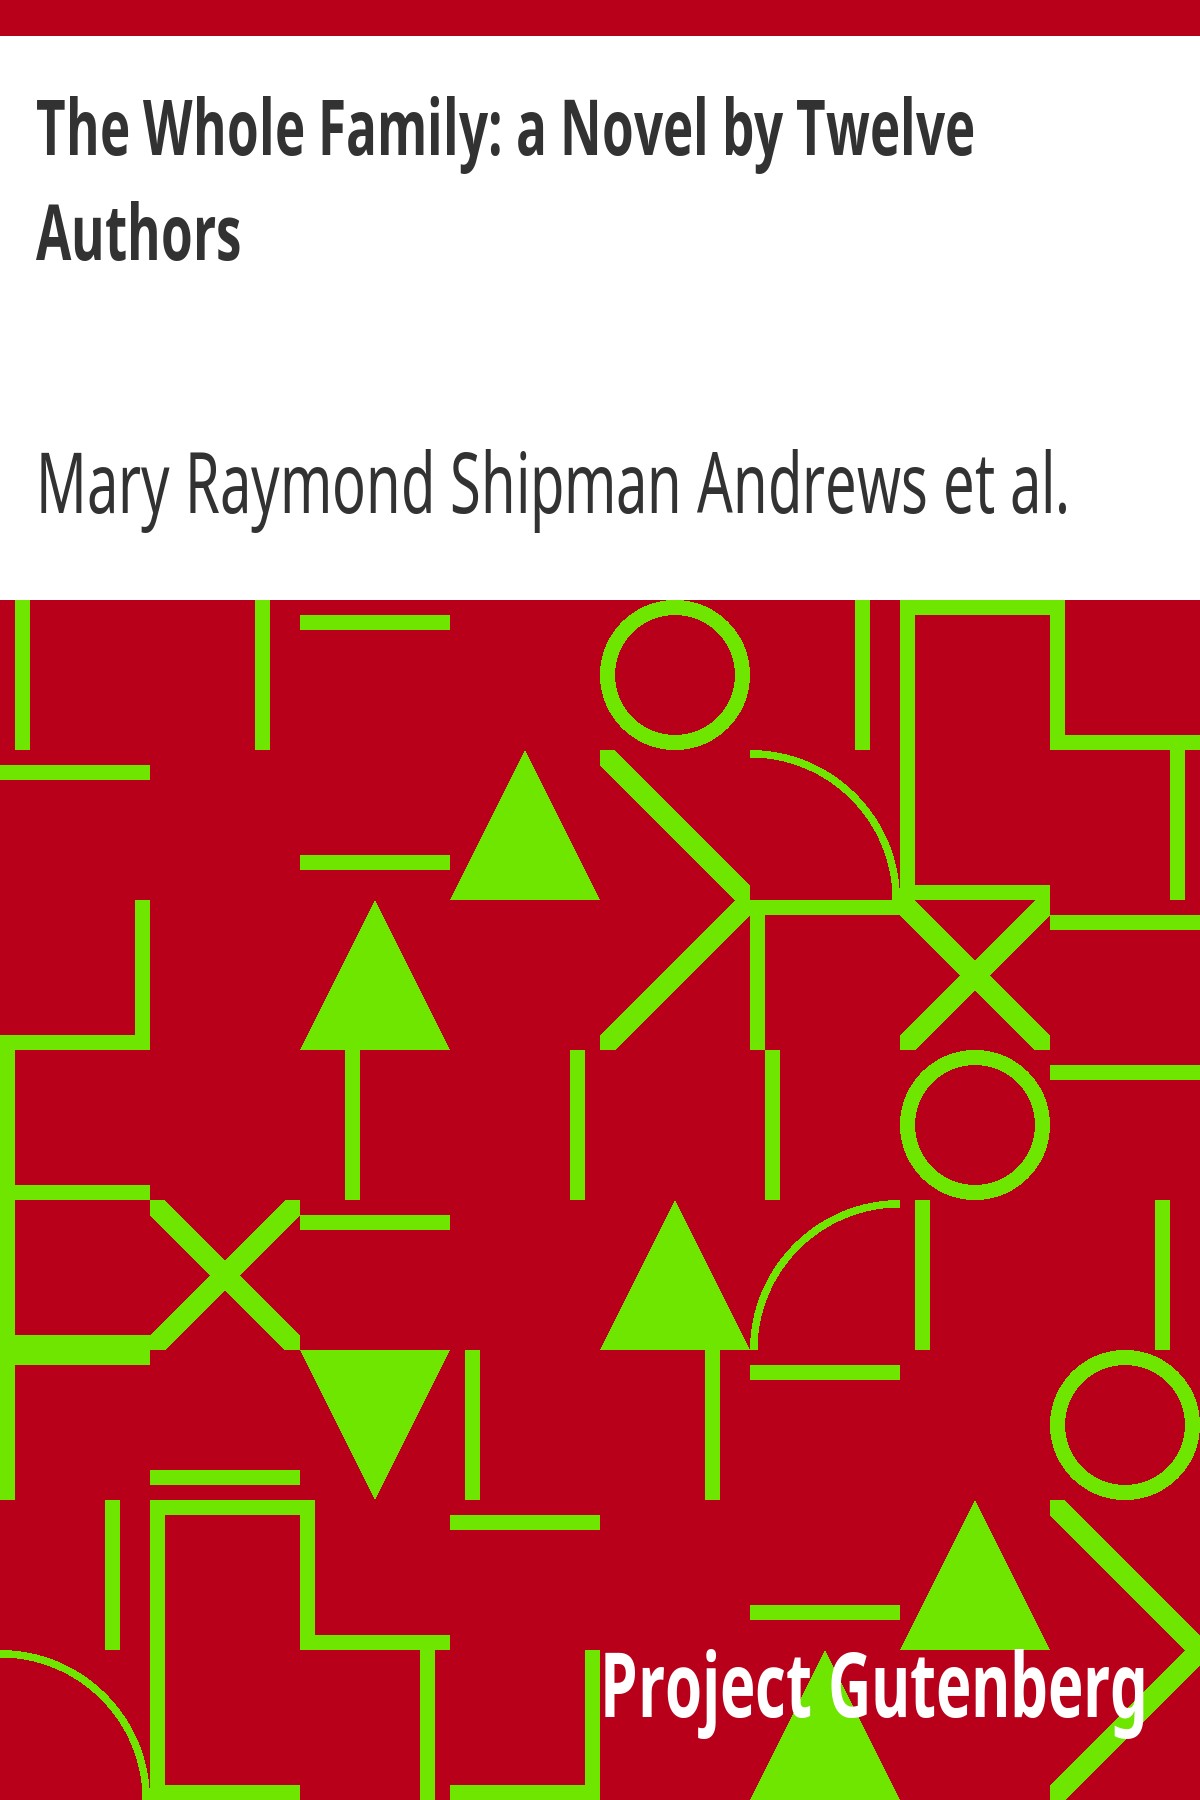 The Whole Family: a Novel by Twelve
Authors
Mary Raymond Shipman Andrews et al.
Project Gutenberg